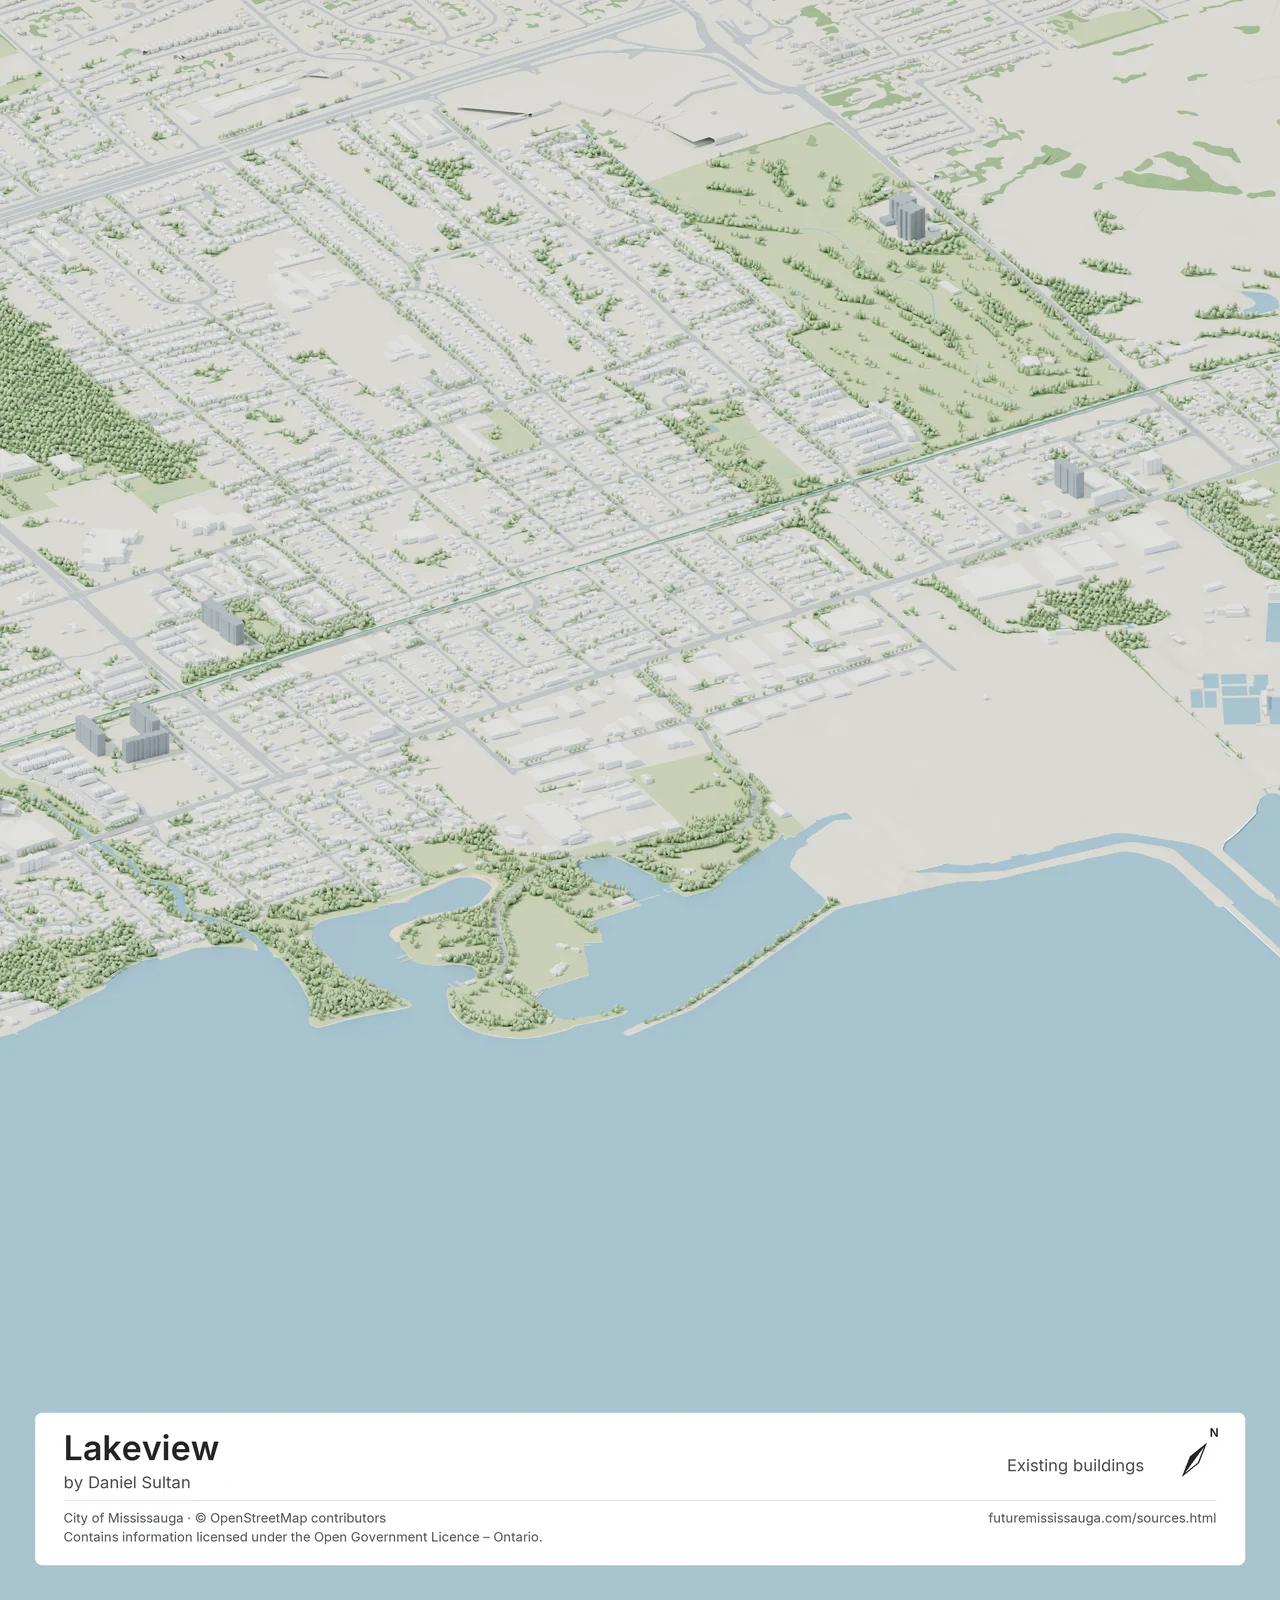 Lakeview
by Daniel Sultan
Existing buildings
N
City of Mississauga · © OpenStreetMap contributors
Contains information licensed under the Open Government Licence – Ontario.
futuremississauga.com/sources.html